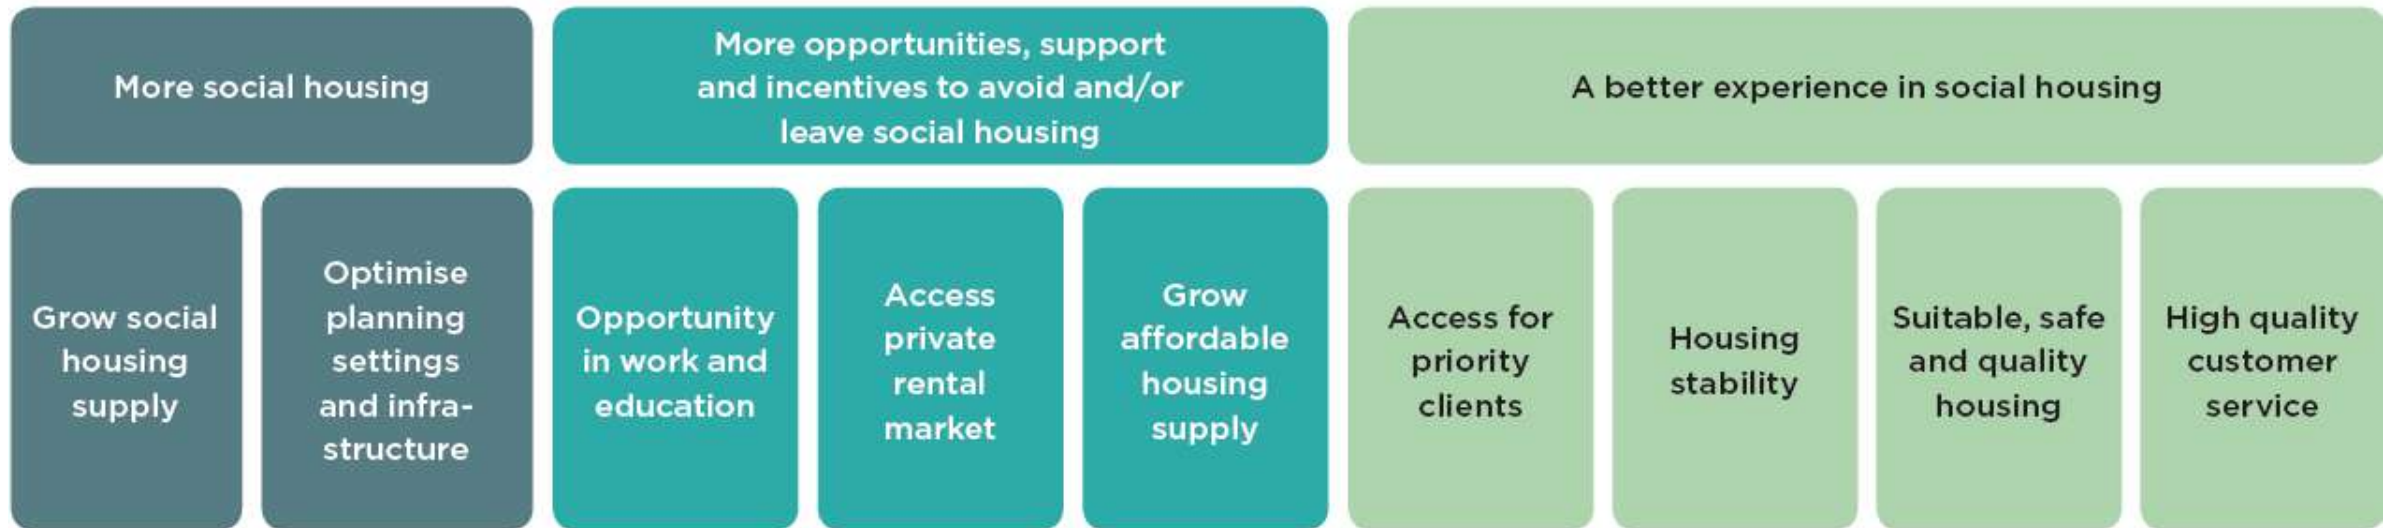 More social housing
More opportunities, support
and incentives to avoid and/or
leave social housing
A better experience in social housing
Grow social
housing
supply
Optimise
planning
settings
and infra-
structure
Opportunity
in work and
education
Access
private
rental
market
Grow
affordable
housing
supply
Access for
priority
clients
Housing
stability
Suitable, safe
and quality
housing
High quality
customer
service